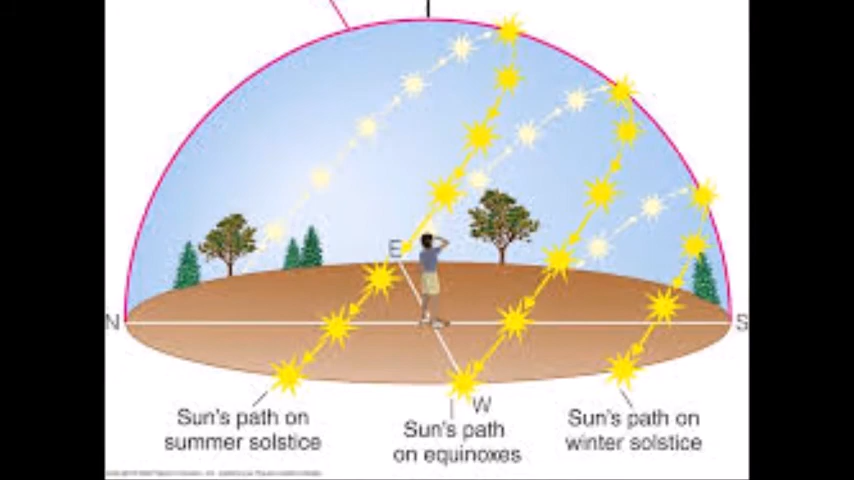 E
N
S
W
Sun's path on
summer solstice
Sun's path
on equinoxes
Sun's path on
winter solstice